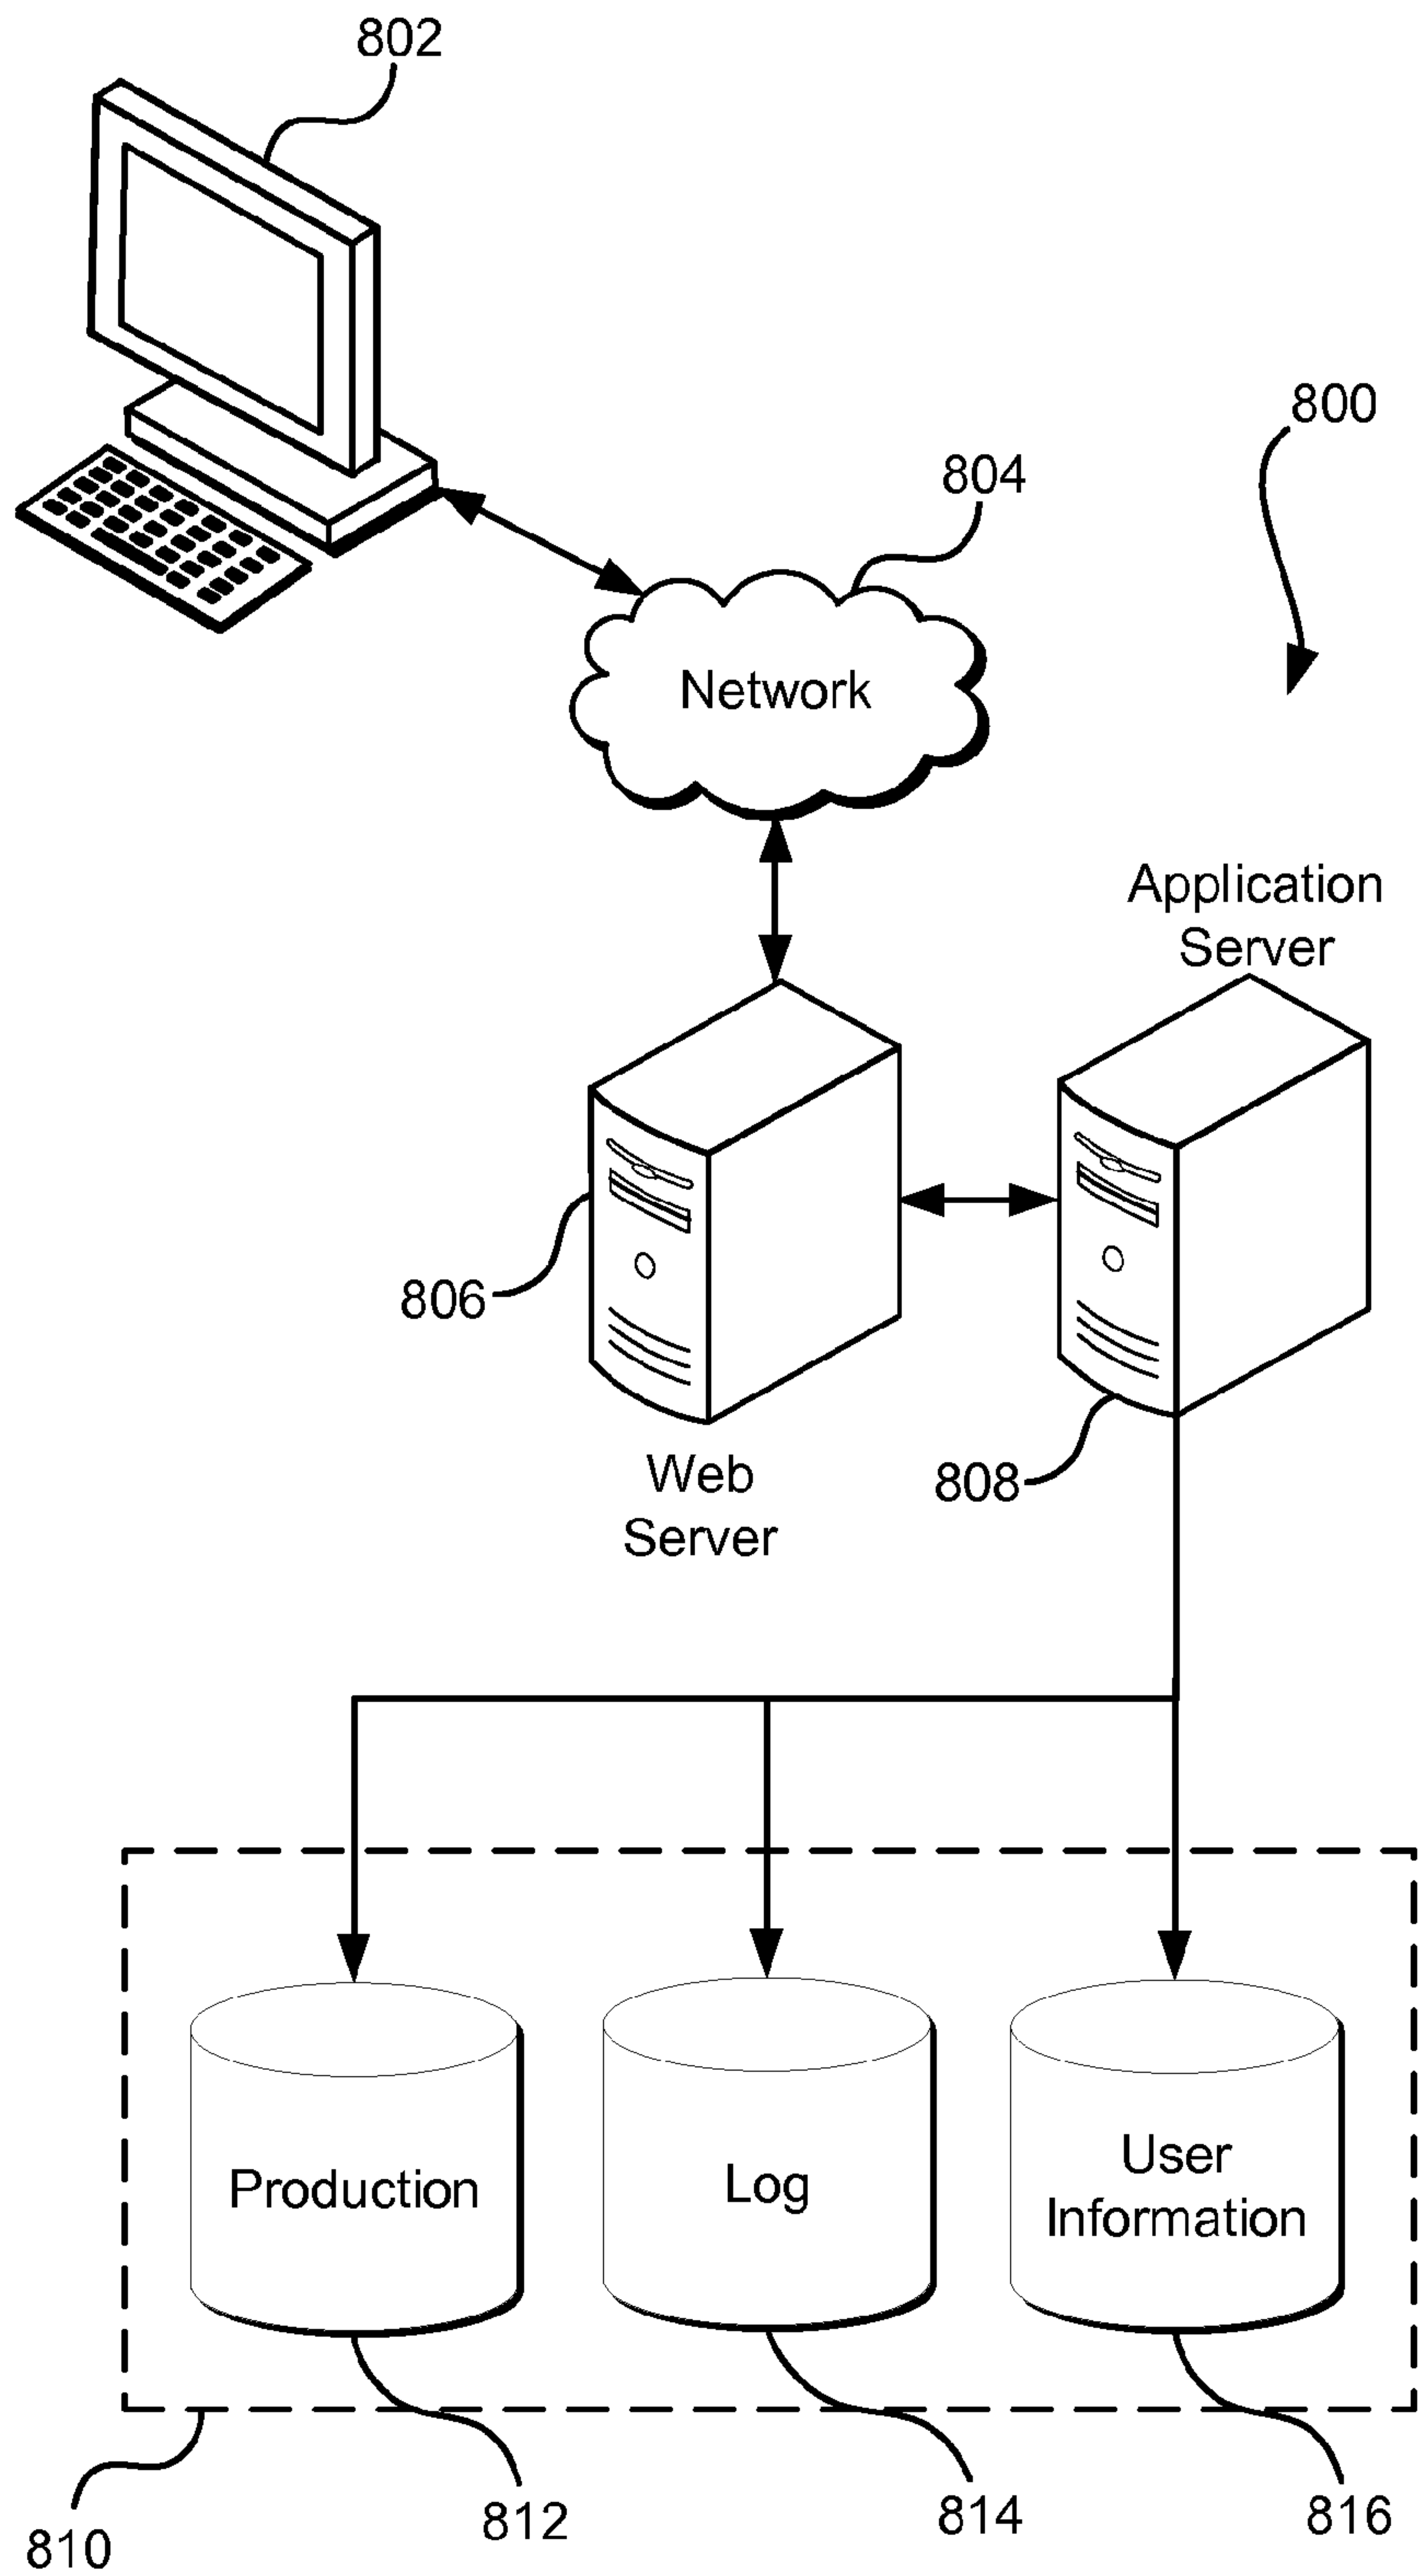 802
800
804
Network
Application
Server
806
808
Web
Server
Production
Log
User
Information
810
812
814
816